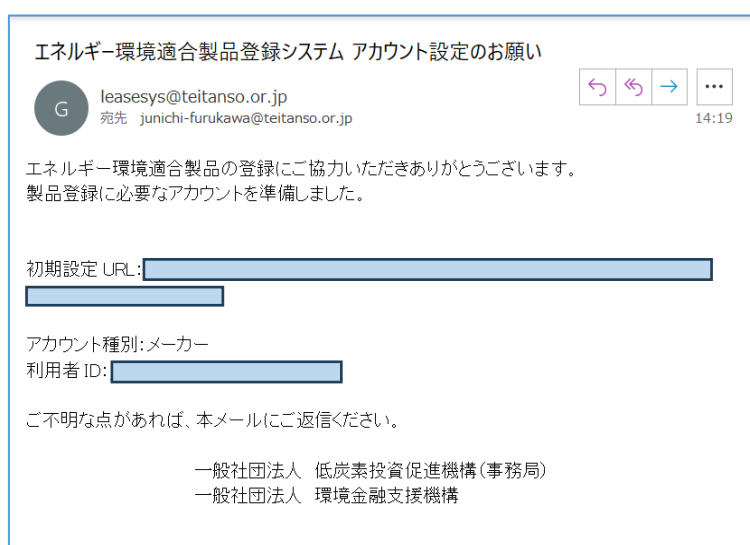 エネルギー環境適合製品登録システム アカウント設定のお願い
G
leasesys@teitanso.or.jp
宛先 junichi-furukawa@teitanso.or.jp
14:19
エネルギー環境適合製品の登録にご協力いただきありがとうございます。
製品登録に必要なアカウントを準備しました。
初期設定 URL:
アカウント種別:メーカー
利用者 ID:
ご不明な点があれば、本メールにご返信ください。
一般社団法人 低炭素投資促進機構(事務局)
一般社団法人 環境金融支援機構